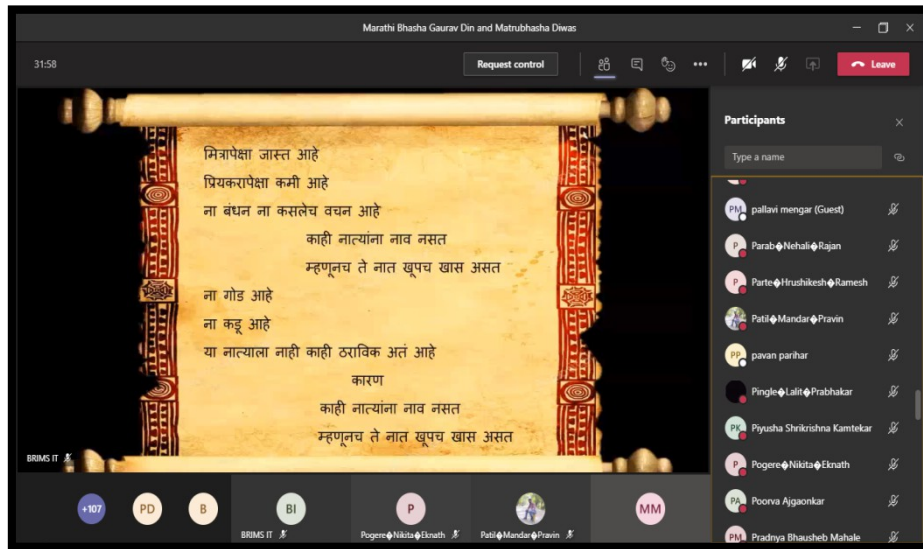 Marathi Bhasha Gaurav Din and Matrubhasha Diwas
31:58
Request control
Leave
मित्रापेक्षा जास्त आहे
प्रियकरापेक्षा कमी आहे
ना बंधन ना कसलेच वचन आहे
काही नात्यांना नाव नसत
म्हणूनच ते नात खूपच खास असत
ना गोड आहे
ना कडू आहे
या नात्याला नाही काही ठराविक अतं आहे
कारण
काही नात्यांना नाव नसत
म्हणूनच ते नात खूपच खास असत
BRIMS IT
+107
PD
B
BI
BRIMS IT
P
Pogere�Nikita�Eknath
Patil�Mandar�Pravin
MM
Participants
Type a name
PM pallavi mengar (Guest)
P Parab�Nehali�Rajan
P Parte�Hrushikesh�Ramesh
Patil�Mandar�Pravin
PP pavan parihar
Pingle�Lalit�Prabhakar
PK Piyusha Shrikrishna Kamtekar
P Pogere�Nikita�Eknath
PA Poorva Ajgaonkar
PM Pradnya Bhausheb Mahale